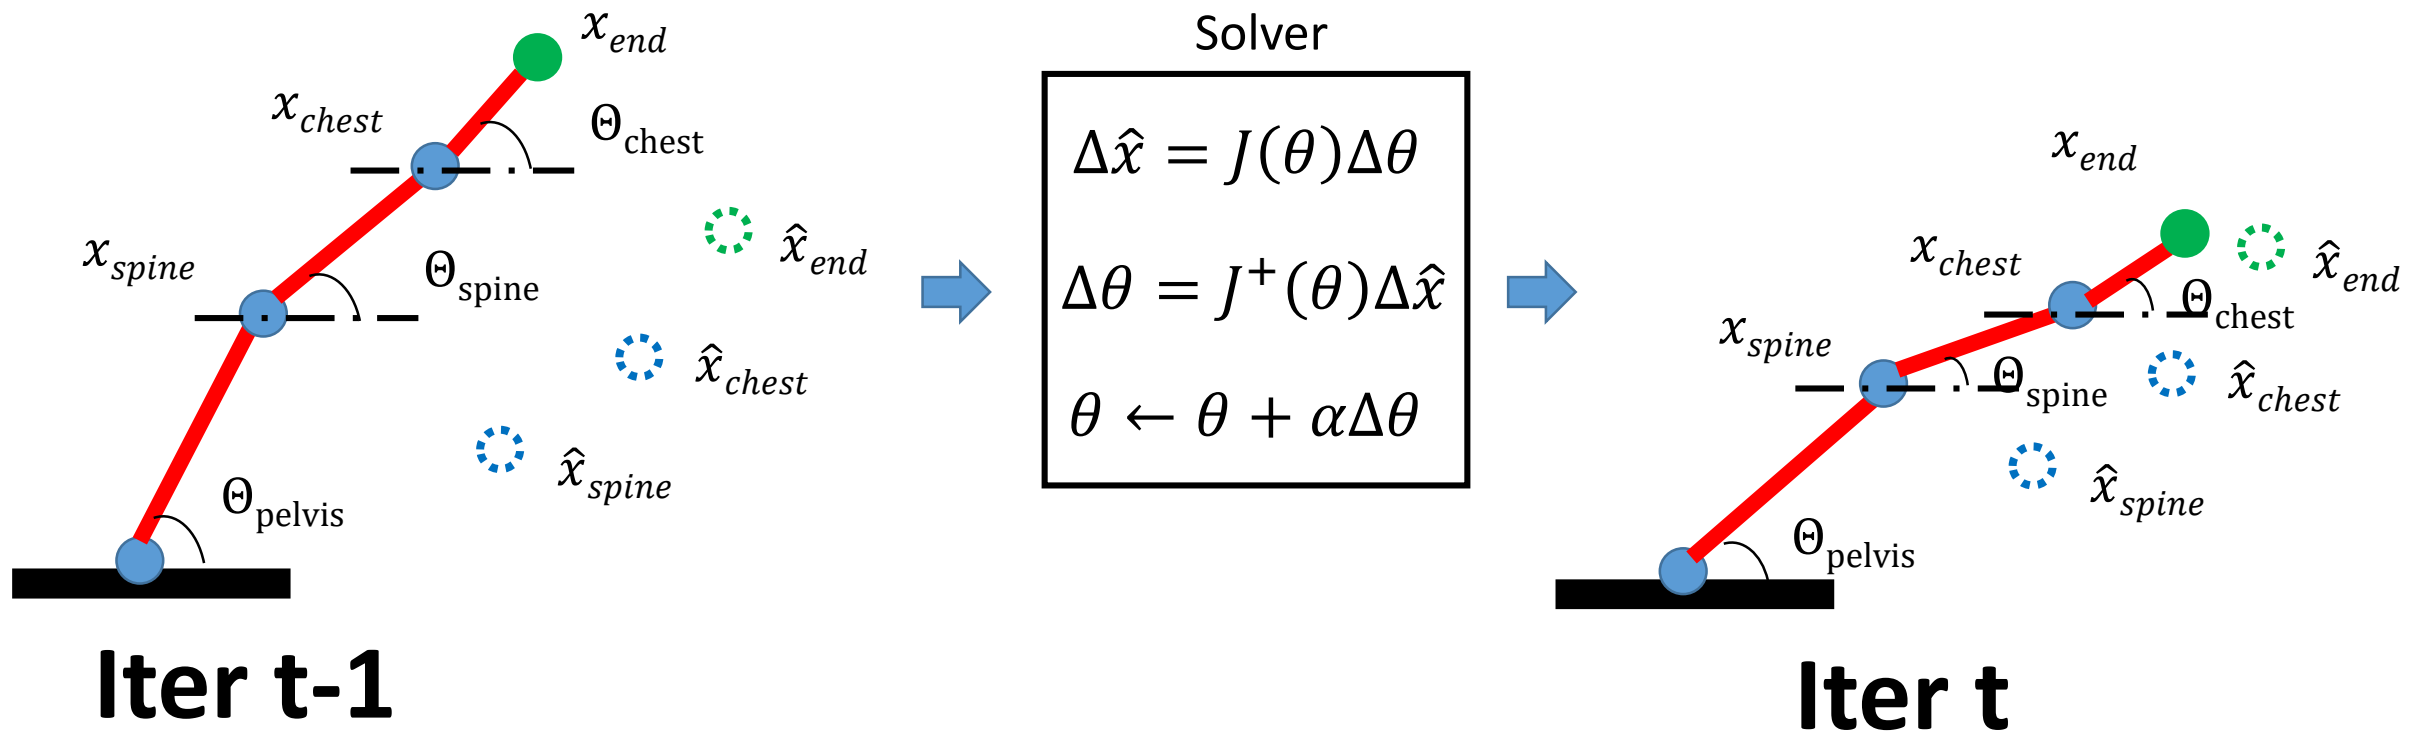 x_end
x_chest
Θ_chest
x_spine
Θ_spine
x̂_end
x̂_chest
x̂_spine
Θ_pelvis
Iter t-1
Solver
Δx̂ = J(θ)Δθ
Δθ = J⁺(θ)Δx̂
θ ← θ + αΔθ
x_end
x_chest
x̂_end
Θ_chest
x_spine
Θ_spine
x̂_chest
x̂_spine
Θ_pelvis
Iter t